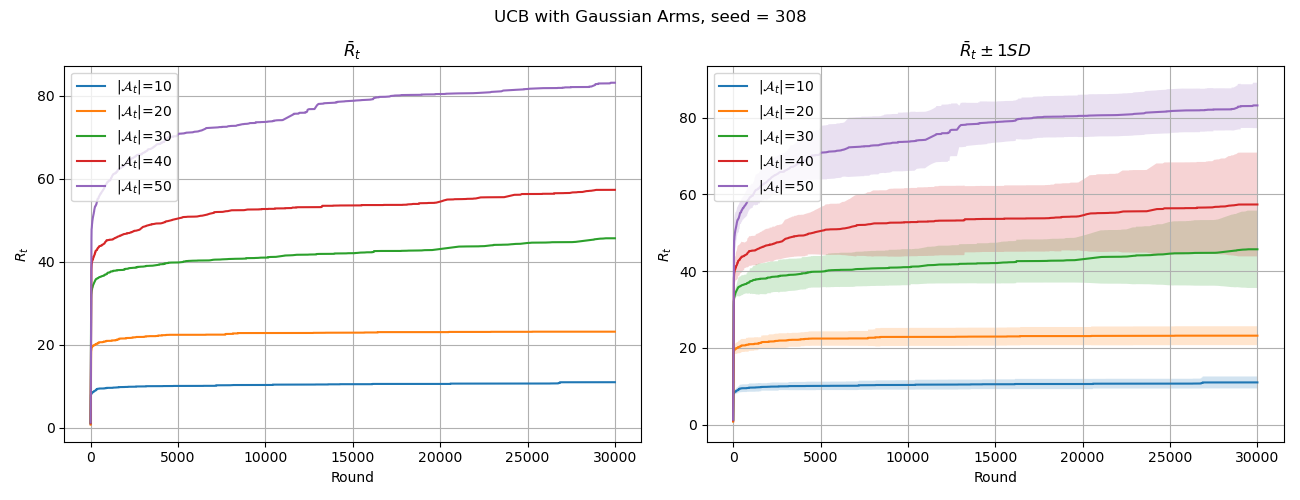 UCB with Gaussian Arms, seed = 308
R̄ₜ
Rₜ
80
60
40
20
0
|𝒜ₜ|=10
|𝒜ₜ|=20
|𝒜ₜ|=30
|𝒜ₜ|=40
|𝒜ₜ|=50
0 5000 10000 15000 20000 25000 30000
Round
R̄ₜ ± 1SD
Rₜ
80
60
40
20
0
|𝒜ₜ|=10
|𝒜ₜ|=20
|𝒜ₜ|=30
|𝒜ₜ|=40
|𝒜ₜ|=50
0 5000 10000 15000 20000 25000 30000
Round